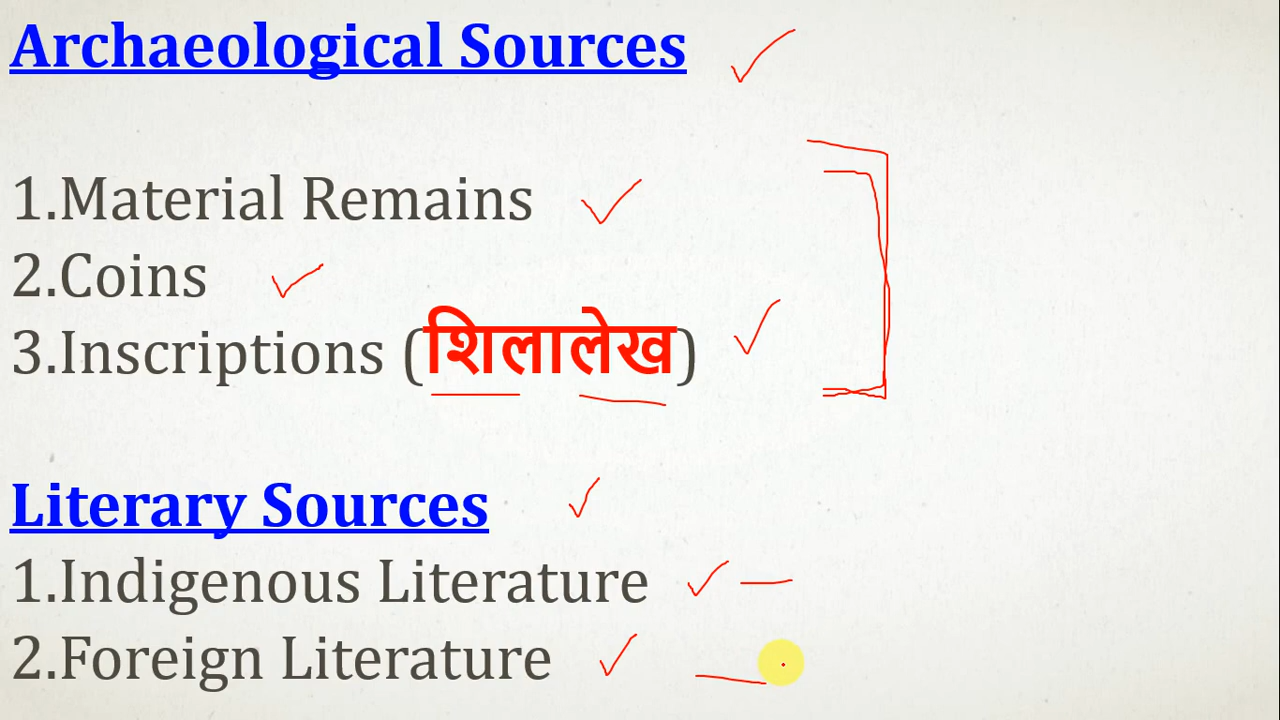 Archaeological Sources
1.Material Remains
2.Coins
3.Inscriptions (शिलालेख)
Literary Sources
1.Indigenous Literature
2.Foreign Literature